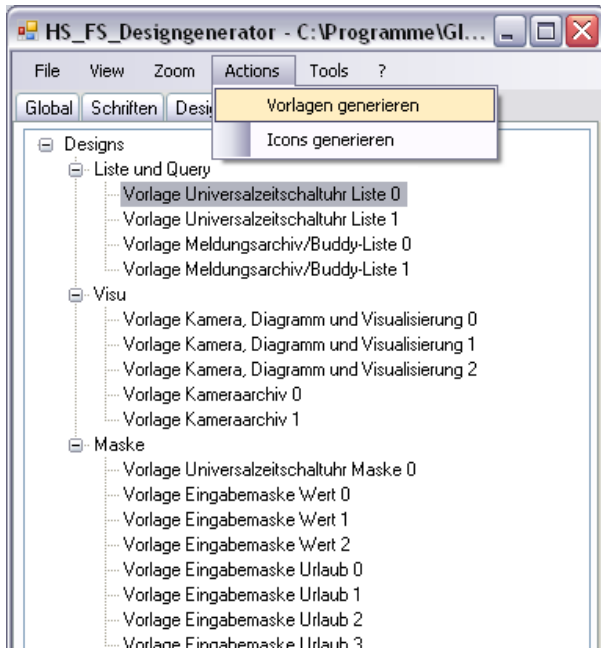 HS_FS_Designgenerator - C:\Programme\Gl...
File View Zoom Actions Tools ?
Global Schriften Desi
Vorlagen generieren
Icons generieren
Designs
Liste und Query
Vorlage Universalzeitschaltuhr Liste 0
Vorlage Universalzeitschaltuhr Liste 1
Vorlage Meldungsarchiv/Buddy-Liste 0
Vorlage Meldungsarchiv/Buddy-Liste 1
Visu
Vorlage Kamera, Diagramm und Visualisierung 0
Vorlage Kamera, Diagramm und Visualisierung 1
Vorlage Kamera, Diagramm und Visualisierung 2
Vorlage Kameraarchiv 0
Vorlage Kameraarchiv 1
Maske
Vorlage Universalzeitschaltuhr Maske 0
Vorlage Eingabemaske Wert 0
Vorlage Eingabemaske Wert 1
Vorlage Eingabemaske Wert 2
Vorlage Eingabemaske Urlaub 0
Vorlage Eingabemaske Urlaub 1
Vorlage Eingabemaske Urlaub 2
Vorlage Eingabemaske Urlaub 3